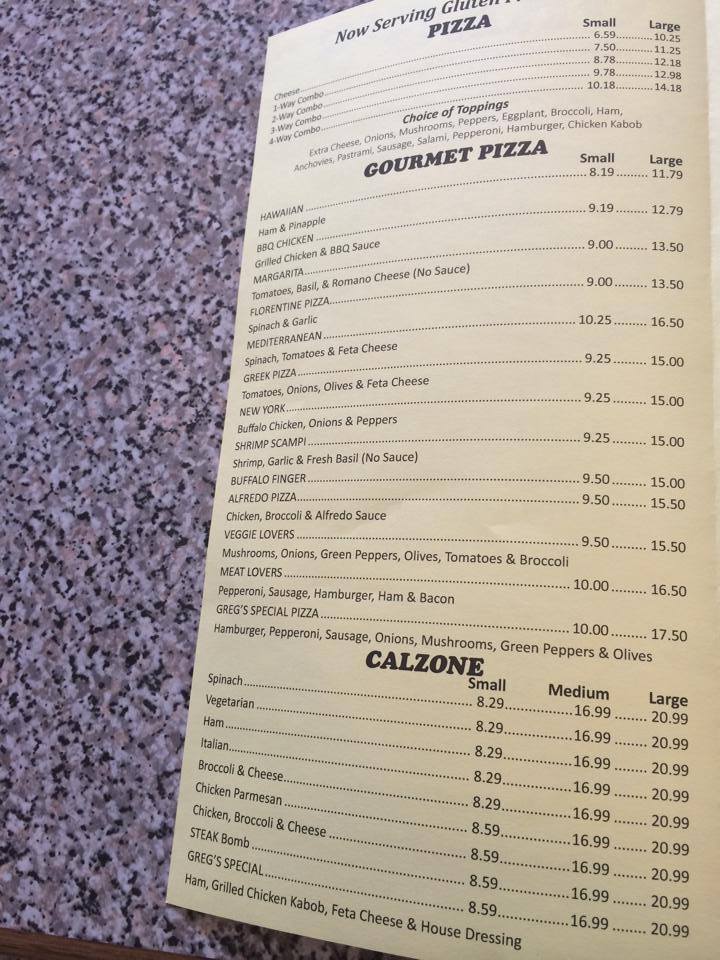 Now Serving Gluten
PIZZA
Small Large
Cheese 6.59 10.25
1-Way Combo 7.50 11.25
2-Way Combo 8.78 12.18
3-Way Combo 9.78 12.98
4-Way Combo 10.18 14.18
Choice of Toppings
Extra Cheese, Onions, Mushrooms, Peppers, Eggplant, Broccoli, Ham,
Anchovies, Pastrami, Sausage, Salami, Pepperoni, Hamburger, Chicken Kabob
GOURMET PIZZA Small Large
HAWAIIAN 8.19 11.79
Ham & Pinapple
BBQ CHICKEN 9.19 12.79
Grilled Chicken & BBQ Sauce
MARGARITA 9.00 13.50
Tomatoes, Basil, & Romano Cheese (No Sauce)
FLORENTINE PIZZA 9.00 13.50
Spinach & Garlic
MEDITERRANEAN 10.25 16.50
Spinach, Tomatoes & Feta Cheese
GREEK PIZZA 9.25 15.00
Tomatoes, Onions, Olives & Feta Cheese
NEW YORK 9.25 15.00
Buffalo Chicken, Onions & Peppers
SHRIMP SCAMPI 9.25 15.00
Shrimp, Garlic & Fresh Basil (No Sauce)
BUFFALO FINGER 9.50 15.00
ALFREDO PIZZA 9.50 15.50
Chicken, Broccoli & Alfredo Sauce
VEGGIE LOVERS 9.50 15.50
Mushrooms, Onions, Green Peppers, Olives, Tomatoes & Broccoli
MEAT LOVERS 10.00 16.50
Pepperoni, Sausage, Hamburger, Ham & Bacon
GREG'S SPECIAL PIZZA 10.00 17.50
Hamburger, Pepperoni, Sausage, Onions, Mushrooms, Green Peppers & Olives
CALZONE
Small Medium Large
Spinach 8.29 16.99 20.99
Vegetarian 8.29 16.99 20.99
Ham 8.29 16.99 20.99
Italian 8.29 16.99 20.99
Broccoli & Cheese 8.29 16.99 20.99
Chicken Parmesan 8.59 16.99 20.99
Chicken, Broccoli & Cheese 8.59 16.99 20.99
STEAK Bomb 8.59 16.99 20.99
GREG'S SPECIAL 8.59 16.99 20.99
Ham, Grilled Chicken Kabob, Feta Cheese & House Dressing